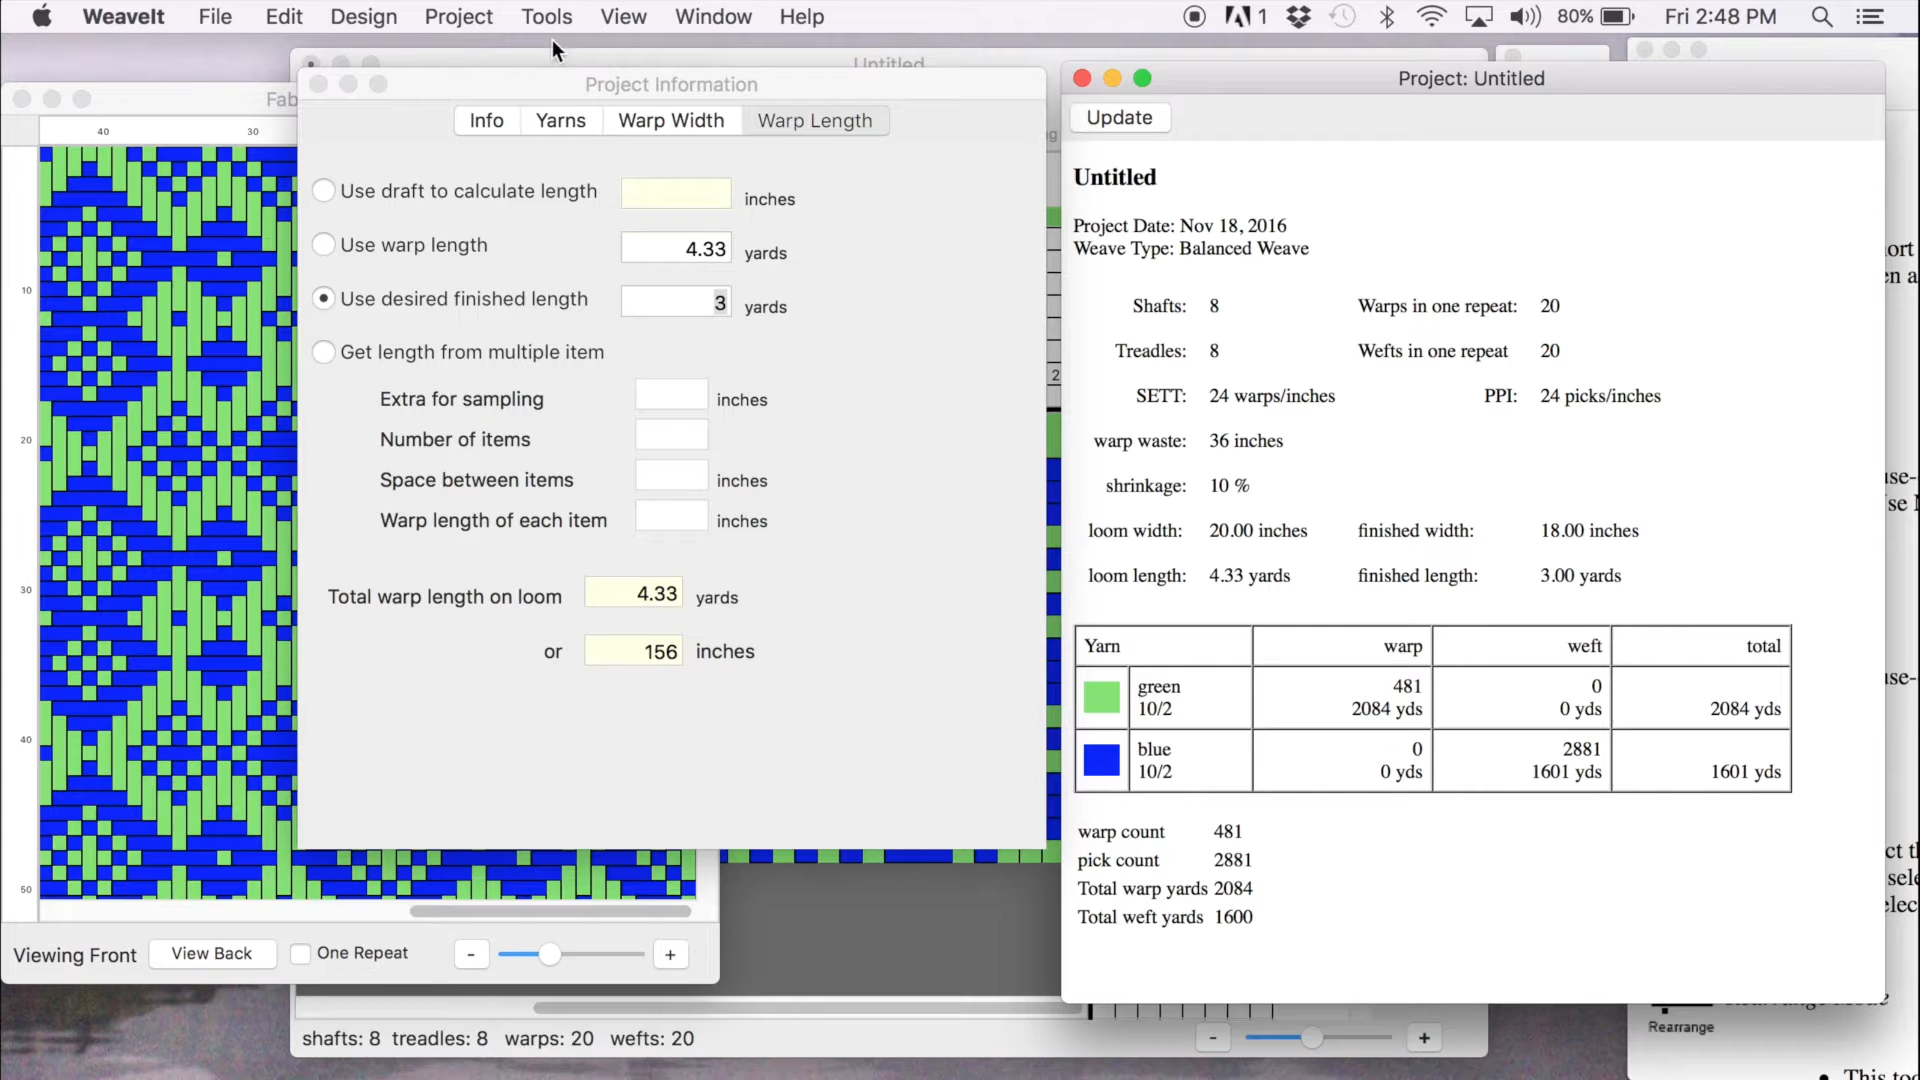 WeaveIt File Edit Design Project Tools View Window Help 1 80% Fri 2:48 PM
Untitled
Fab
Project Information
Info Yarns Warp Width Warp Length
Use draft to calculate length inches
Use warp length 4.33 yards
Use desired finished length 3 yards
Get length from multiple item
Extra for sampling inches
Number of items
Space between items inches
Warp length of each item inches
Total warp length on loom 4.33 yards
or 156 inches
40 30
10
20
30
40
50
Viewing Front View Back One Repeat - +
2
shafts: 8 treadles: 8 warps: 20 wefts: 20 - +
Project: Untitled
Update
Untitled
Project Date: Nov 18, 2016
Weave Type: Balanced Weave
Shafts: 8 Warps in one repeat: 20
Treadles: 8 Wefts in one repeat 20
SETT: 24 warps/inches PPI: 24 picks/inches
warp waste: 36 inches
shrinkage: 10 %
loom width: 20.00 inches finished width: 18.00 inches
loom length: 4.33 yards finished length: 3.00 yards
Yarn warp weft total
green 481 0
10/2 2084 yds 0 yds 2084 yds
blue 0 2881
10/2 0 yds 1601 yds 1601 yds
warp count 481
pick count 2881
Total warp yards 2084
Total weft yards 1600
Rearrange
• This too